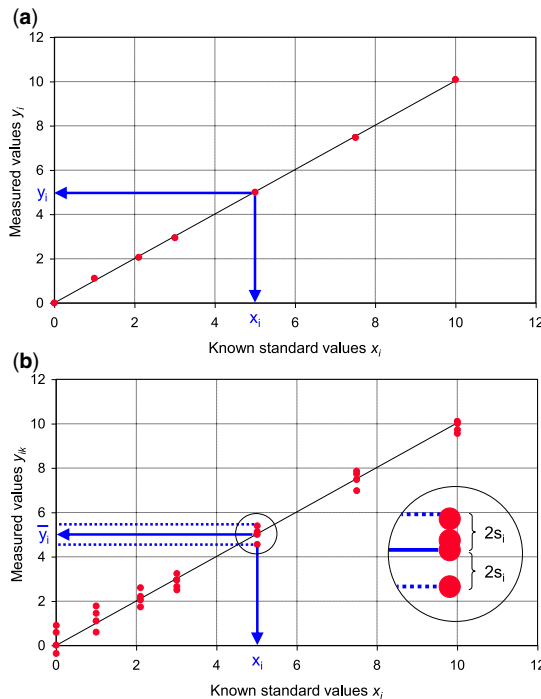 (a)
12
10
8
6
4
2
0
Measured values yᵢ
yᵢ
xᵢ
0 2 4 6 8 10 12
Known standard values xᵢ
(b)
12
10
8
6
4
2
0
Measured values yᵢₖ
y̅ᵢ
2sᵢ
2sᵢ
xᵢ
0 2 4 6 8 10 12
Known standard values xᵢ